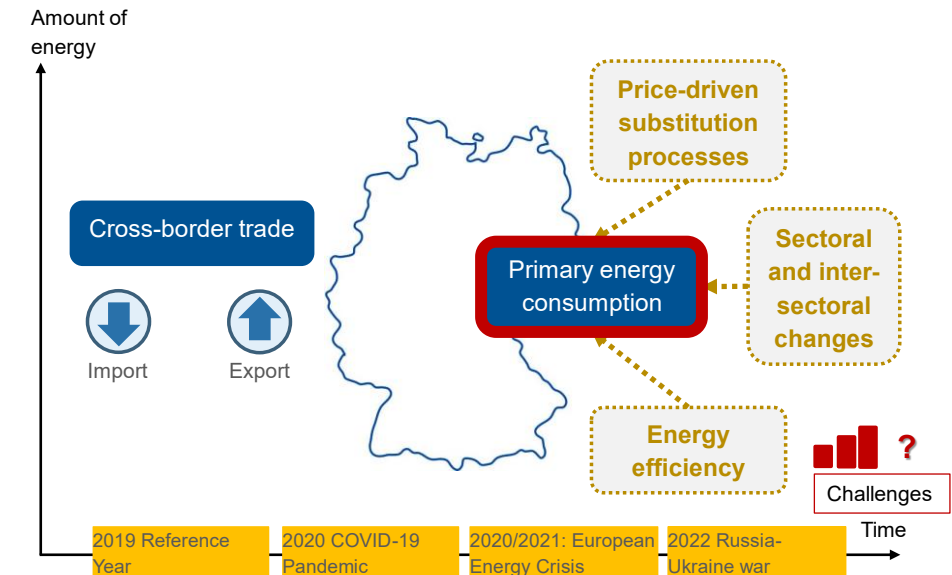 Amount of
energy
Price-driven
substitution
processes
Cross-border trade
Import
Export
Primary energy
consumption
Sectoral
and inter-
sectoral
changes
Energy
efficiency
?
Challenges
Time
2019 Reference
Year
2020 COVID-19
Pandemic
2020/2021: European
Energy Crisis
2022 Russia-
Ukraine war